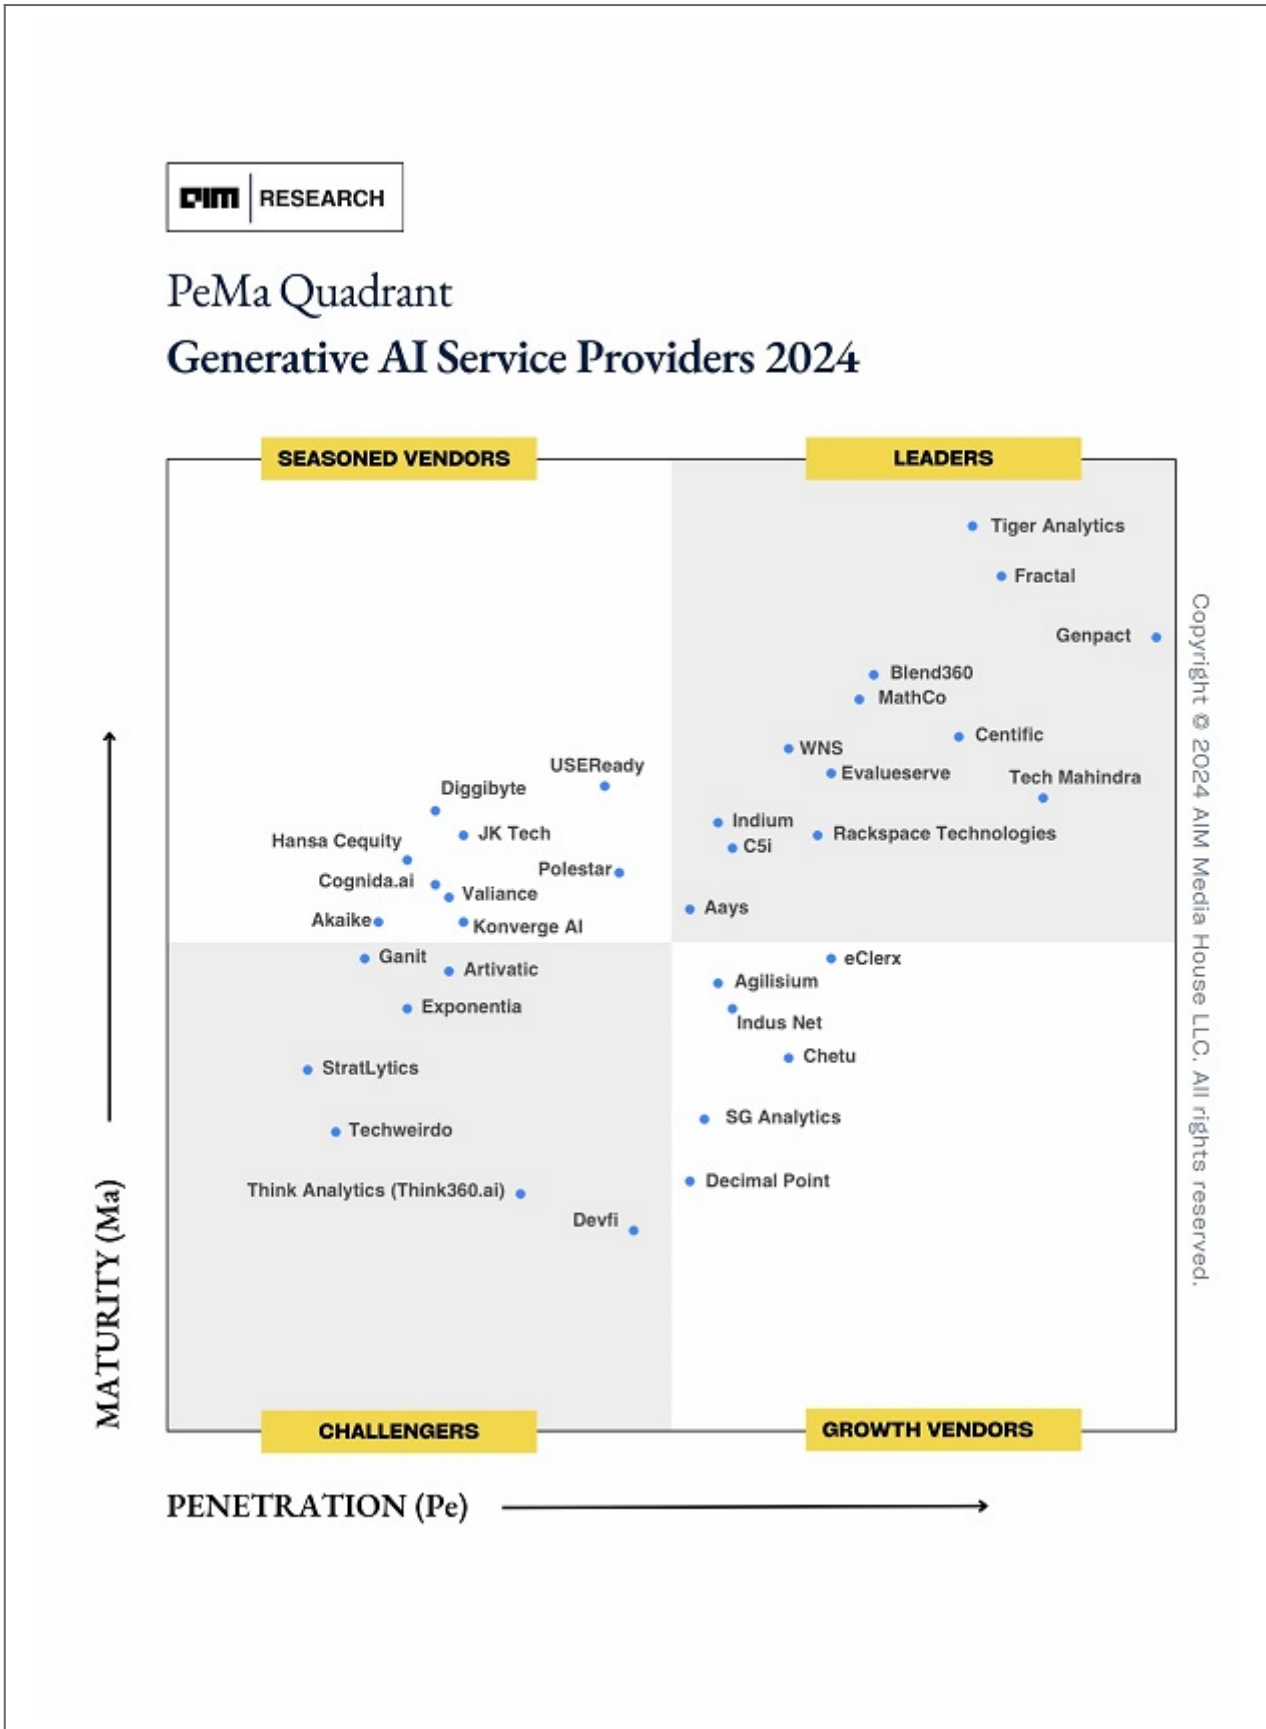 AIM | RESEARCH
PeMa Quadrant
Generative AI Service Providers 2024
SEASONED VENDORS
LEADERS
Tiger Analytics
Fractal
Genpact
Blend360
MathCo
Centific
WNS
Evalueserve
Tech Mahindra
Indium
Rackspace Technologies
C5i
Aays
USEReady
Diggibyte
JK Tech
Hansa Cequity
Polestar
Cognida.ai
Valiance
Akaike
Konverge AI
Ganit
Artivatic
Exponentia
StratLytics
Techweirdo
Think Analytics (Think360.ai)
Devfi
eClerx
Agilisium
Indus Net
Chetu
SG Analytics
Decimal Point
CHALLENGERS
GROWTH VENDORS
MATURITY (Ma)
PENETRATION (Pe)
Copyright © 2024 AIM Media House LLC. All rights reserved.